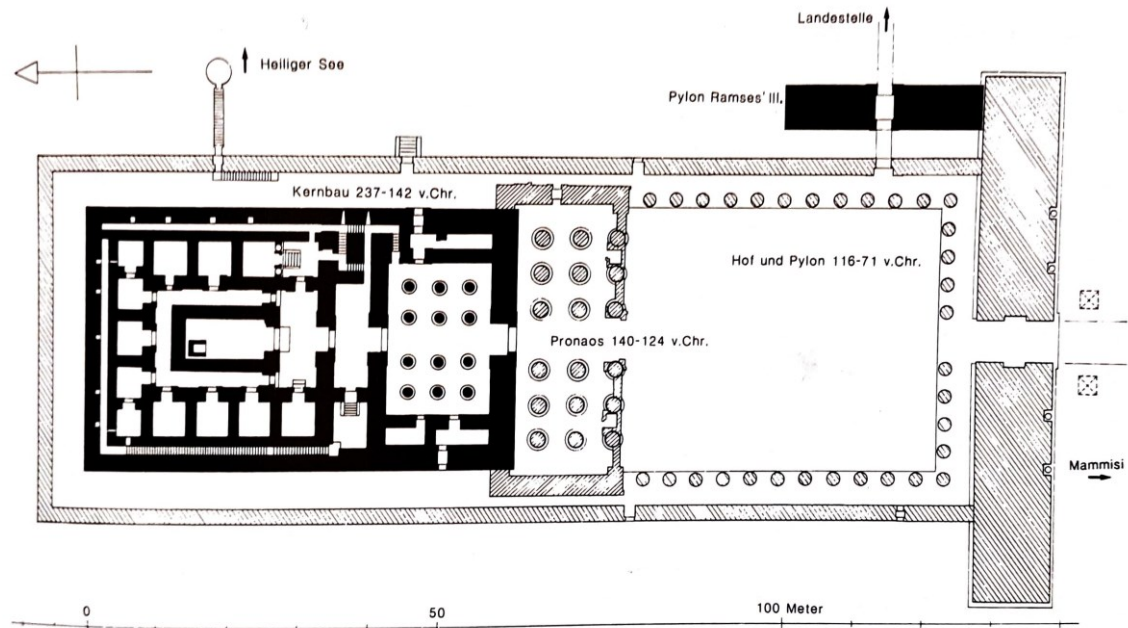 Landestelle
Heiliger See
Pylon Ramses' III.
Kernbau 237-142 v.Chr.
Hof und Pylon 116-71 v.Chr.
Pronaos 140-124 v.Chr.
Mammisi
0
50
100 Meter